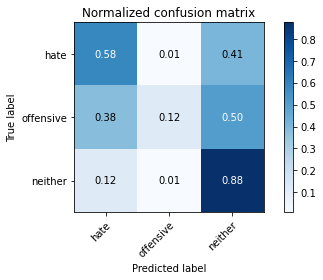 Normalized confusion matrix
True label
hate
offensive
neither
0.58 0.01 0.41
0.38 0.12 0.50
0.12 0.01 0.88
hate
offensive
neither
Predicted label
0.8
0.7
0.6
0.5
0.4
0.3
0.2
0.1